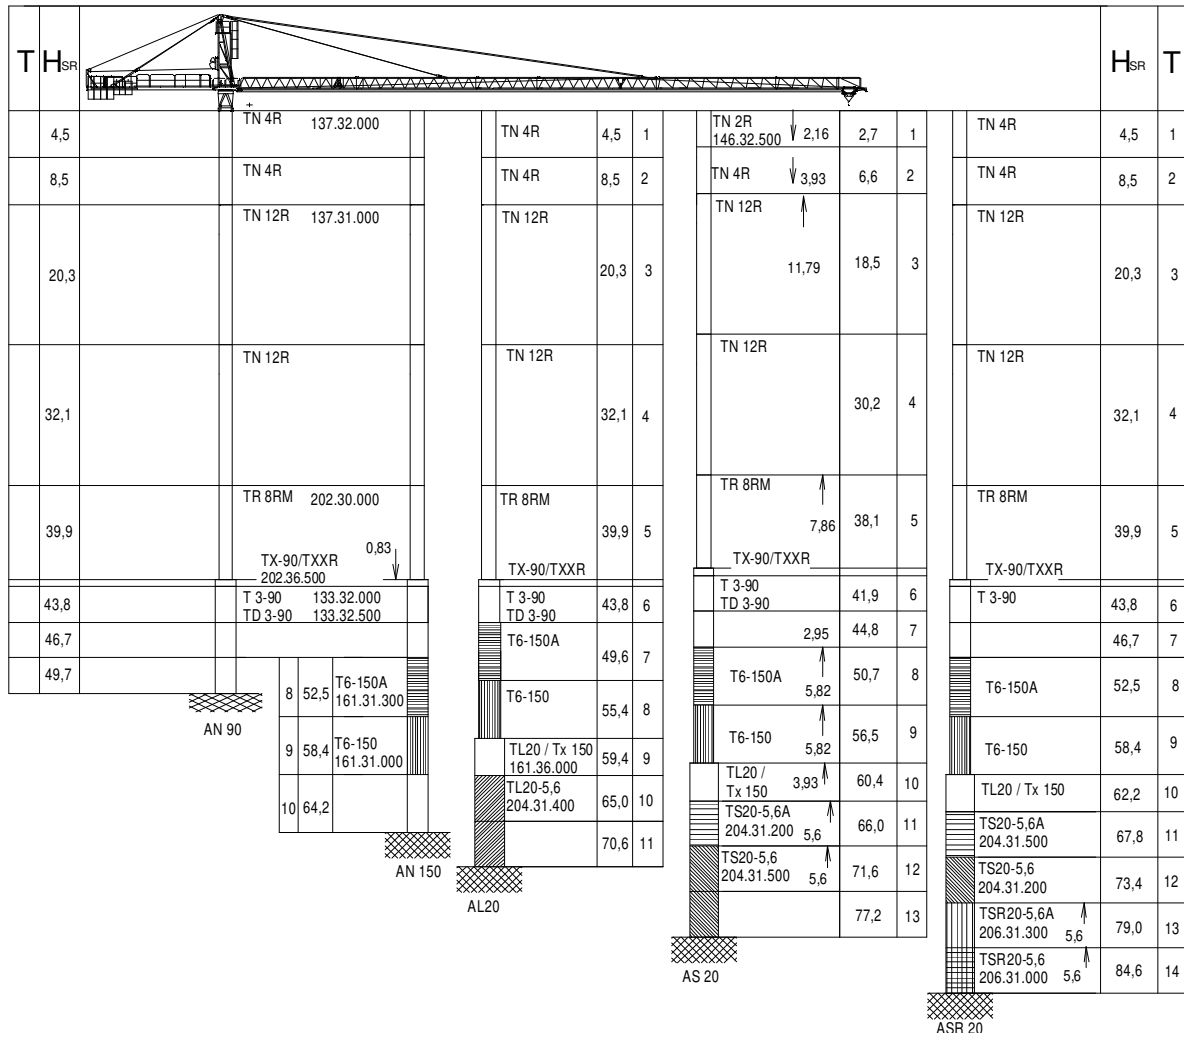 T HSR
HSR T
4,5
8,5
20,3
32,1
39,9
43,8
46,7
49,7
TN 4R 137.32.000
TN 4R
TN 12R 137.31.000
TN 12R
TR 8RM 202.30.000
0,83
TX-90/TXXR
202.36.500
T 3-90 133.32.000
TD 3-90 133.32.500
AN 90
8 52,5 T6-150A
161.31.300
9 58,4 T6-150
161.31.000
10 64,2
AN 150
TN 4R 4,5 1
TN 4R 8,5 2
TN 12R
20,3 3
TN 12R
32,1 4
TR 8RM
39,9 5
TX-90/TXXR
T 3-90
TD 3-90
43,8 6
T6-150A
49,6 7
T6-150
55,4 8
TL20 / Tx 150
161.36.000
59,4 9
TL20-5,6
204.31.400
65,0 10
70,6 11
AL20
TN 2R
146.32.500 2,16 2,7 1
TN 4R 3,93 6,6 2
TN 12R
11,79 18,5 3
TN 12R
30,2 4
TR 8RM
7,86 38,1 5
TX-90/TXXR
T 3-90
TD 3-90
41,9 6
2,95 44,8 7
T6-150A
5,82 50,7 8
T6-150
5,82 56,5 9
TL20 /
Tx 150 3,93 60,4 10
TS20-5,6A
204.31.200 5,6 66,0 11
TS20-5,6
204.31.500 5,6 71,6 12
77,2 13
AS 20
TN 4R 4,5 1
TN 4R 8,5 2
TN 12R
20,3 3
TN 12R
32,1 4
TR 8RM
39,9 5
TX-90/TXXR
T 3-90 43,8 6
46,7 7
T6-150A 52,5 8
T6-150 58,4 9
TL20 / Tx 150 62,2 10
TS20-5,6A
204.31.500 67,8 11
TS20-5,6
204.31.200 73,4 12
TSR20-5,6A
206.31.300 5,6 79,0 13
TSR20-5,6
206.31.000 5,6 84,6 14
ASR 20